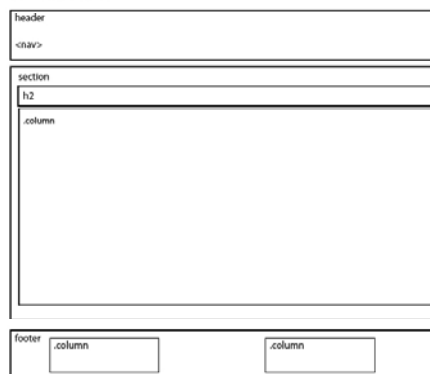 header
<nav>
section
h2
.column
footer
.column
.column